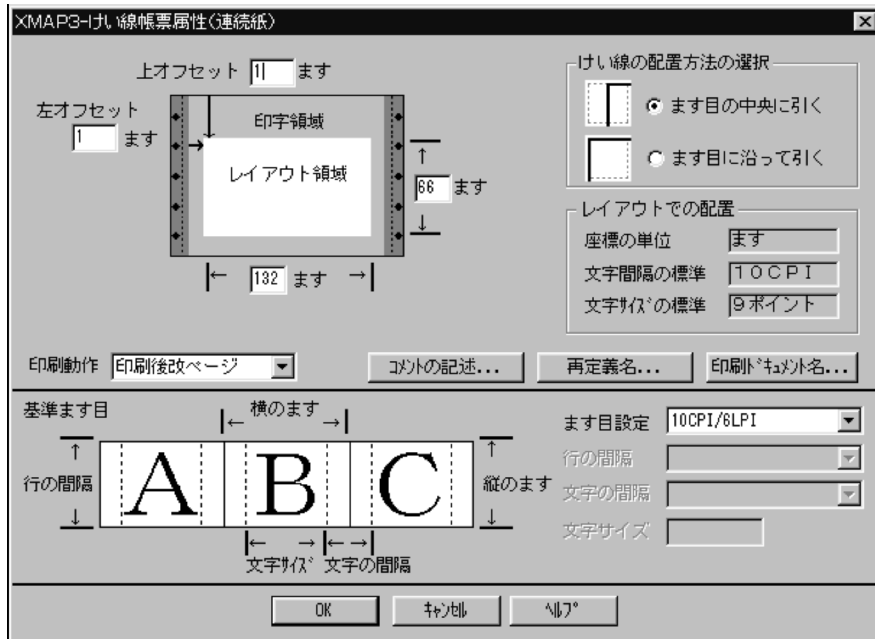 XMAP3-けい線帳票属性(連続紙)
上オフセット 1 ます
左オフセット
1 ます
印字領域
レイアウト領域
↑
66 ます
↓
← 132 ます →
けい線の配置方法の選択
ます目の中央に引く
ます目に沿って引く
レイアウトでの配置
座標の単位 ます
文字間隔の標準 10CPI
文字ｻｲｽﾞの標準 9ポイント
印刷動作 印刷後改ページ
ｺﾒﾝﾄの記述...
再定義名...
印刷ﾄﾞｷｭﾒﾝﾄ名...
基準ます目
← 横のます →
↑
行の間隔
↓
A B C
↑
縦のます
↓
← → ← →
文字ｻｲｽﾞ 文字の間隔
ます目設定 10CPI/6LPI
行の間隔
文字の間隔
文字サイズ
OK
ｷｬﾝｾﾙ
ﾍﾙﾌﾟ